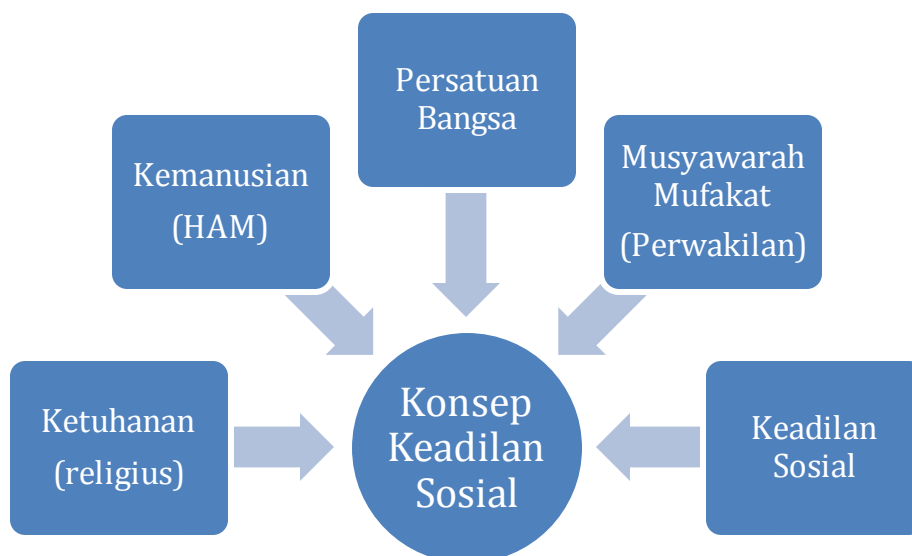 Persatuan
Bangsa
Kemanusian
(HAM)
Musyawarah
Mufakat
(Perwakilan)
Ketuhanan
(religius)
Konsep
Keadilan
Sosial
Keadilan
Sosial